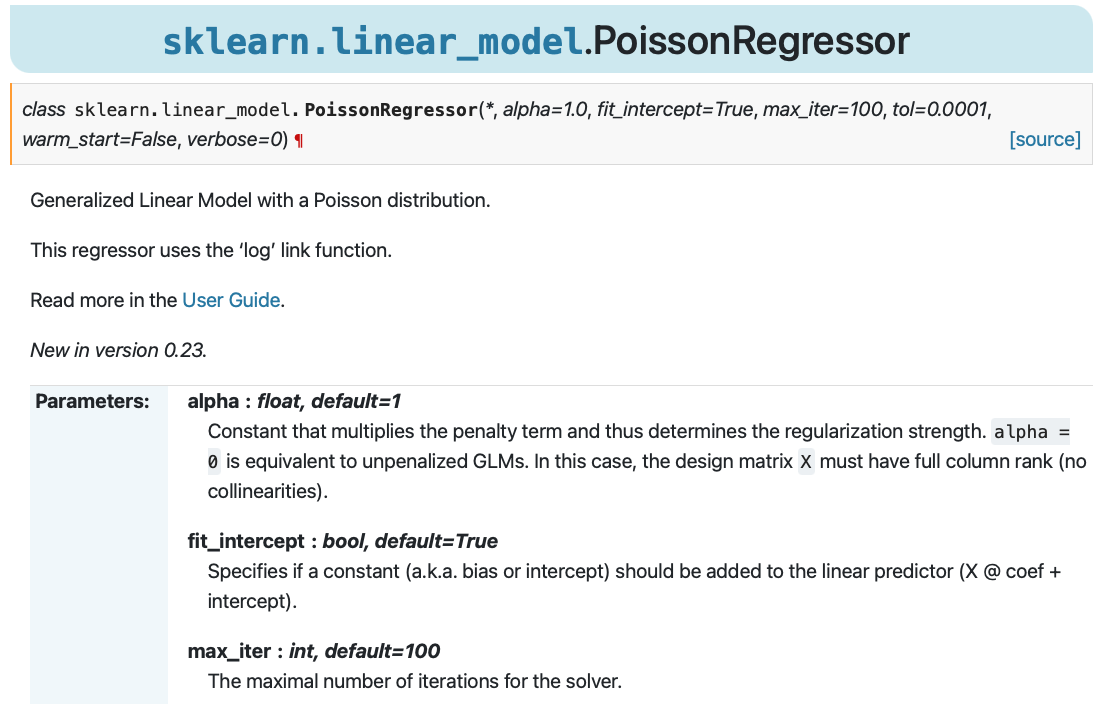 sklearn.linear_model.PoissonRegressor
class sklearn.linear_model.PoissonRegressor(*, alpha=1.0, fit_intercept=True, max_iter=100, tol=0.0001,
warm_start=False, verbose=0) ¶ [source]
Generalized Linear Model with a Poisson distribution.
This regressor uses the ‘log’ link function.
Read more in the User Guide.
New in version 0.23.
Parameters: alpha : float, default=1
Constant that multiplies the penalty term and thus determines the regularization strength. alpha =
0 is equivalent to unpenalized GLMs. In this case, the design matrix X must have full column rank (no
collinearities).
fit_intercept : bool, default=True
Specifies if a constant (a.k.a. bias or intercept) should be added to the linear predictor (X @ coef +
intercept).
max_iter : int, default=100
The maximal number of iterations for the solver.